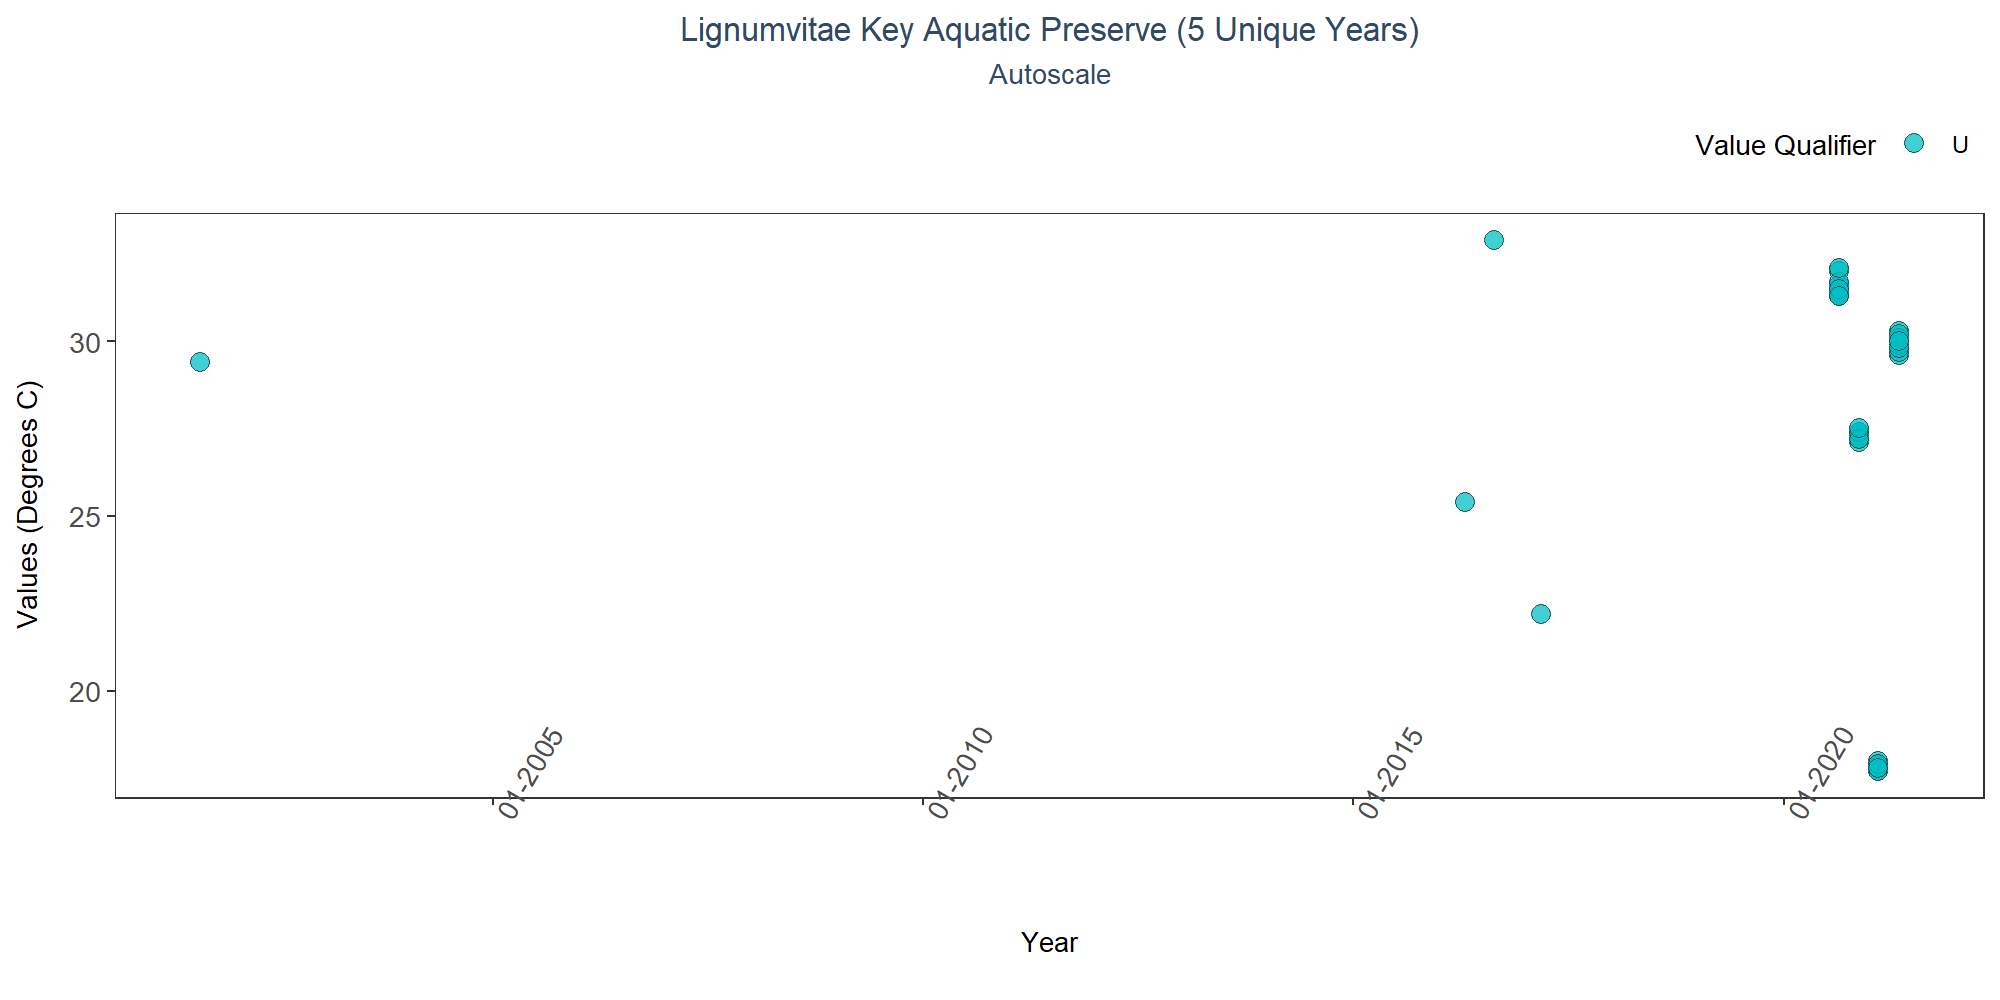 Lignumvitae Key Aquatic Preserve (5 Unique Years)
Autoscale
Value Qualifier U
Values (Degrees C)
30
25
20
01-2005
01-2010
01-2015
01-2020
Year